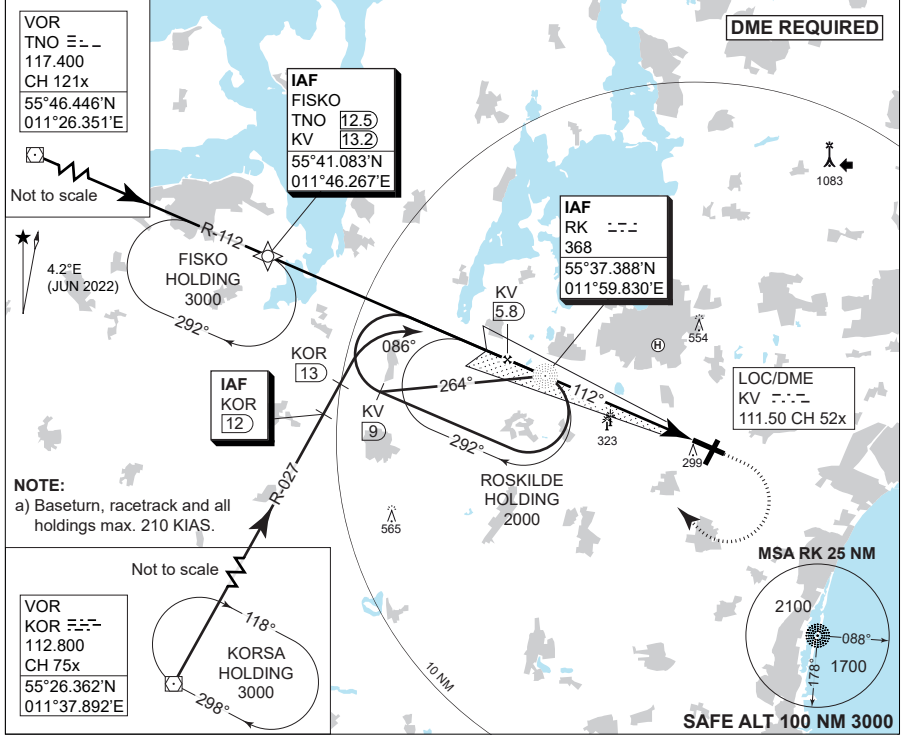 DME REQUIRED
VOR
TNO
117.400
CH 121x
55°46.446'N
011°26.351'E
Not to scale
IAF
FISKO
TNO 12.5
KV 13.2
55°41.083'N
011°46.267'E
1083
R-112
4.2°E
(JUN 2022)
FISKO
HOLDING
3000
292°
IAF
RK
368
55°37.388'N
011°59.830'E
KV
5.8
H
554
KOR
13
086°
IAF
KOR
12
264°
112°
KV
9
292°
323
LOC/DME
KV
111.50 CH 52x
299
ROSKILDE
HOLDING
2000
NOTE:
a) Baseturn, racetrack and all
holdings max. 210 KIAS.
R-027
565
Not to scale
VOR
KOR
112.800
CH 75x
55°26.362'N
011°37.892'E
118°
KORSA
HOLDING
3000
298°
10 NM
MSA RK 25 NM
2100
088°
178°
1700
SAFE ALT 100 NM 3000